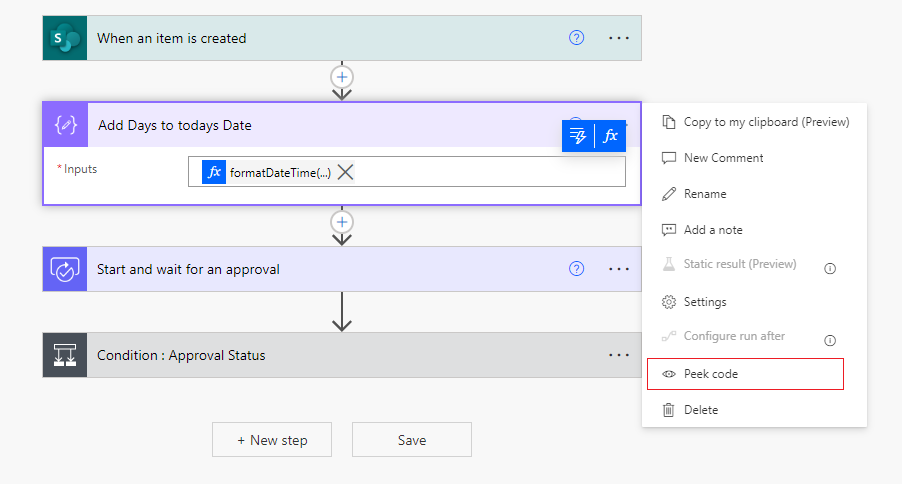 S
When an item is created
Add Days to todays Date
fx
* Inputs
fx formatDateTime(...)
Start and wait for an approval
Condition : Approval Status
+ New step
Save
Copy to my clipboard (Preview)
New Comment
Rename
Add a note
Static result (Preview)
Settings
Configure run after
Peek code
Delete